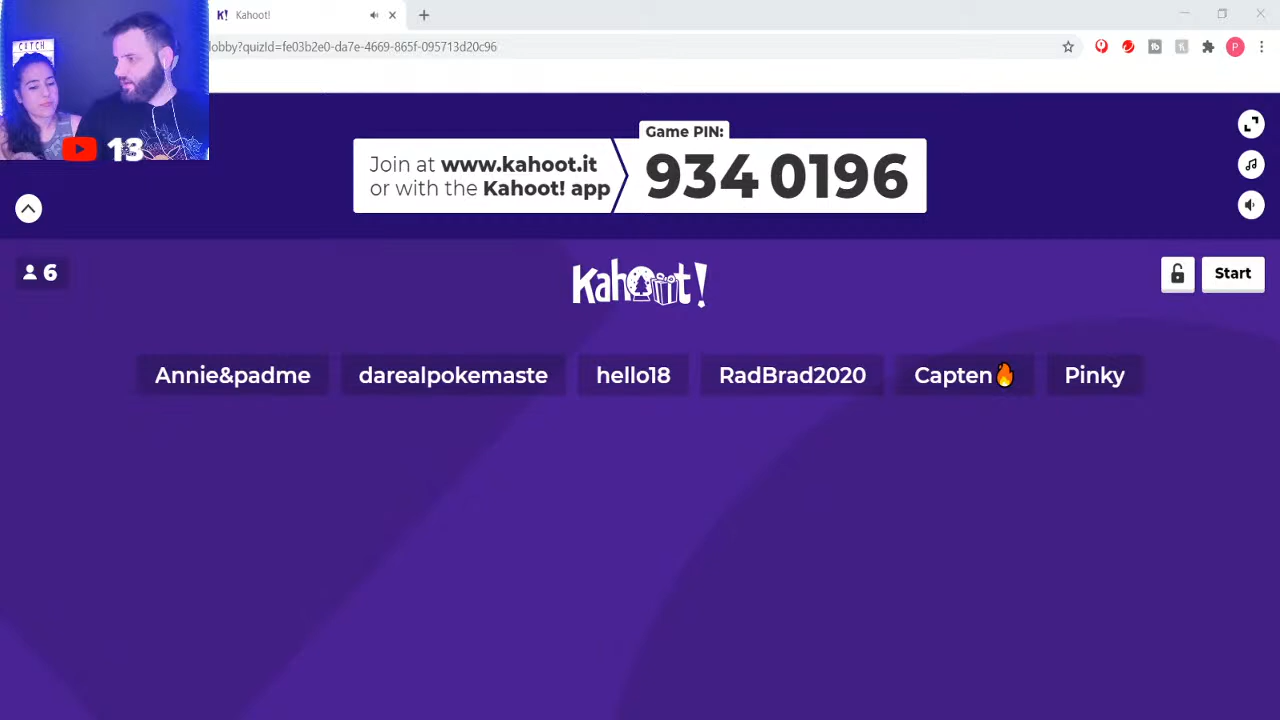 CATCH
13
Kahoot!
lobby?quizId=fe03b2e0-da7e-4669-865f-095713d20c96
P
Game PIN:
Join at www.kahoot.it
or with the Kahoot! app
934 0196
6
Kahoot!
Start
Annie&padme
darealpokemaste
hello18
RadBrad2020
Capten🔥
Pinky